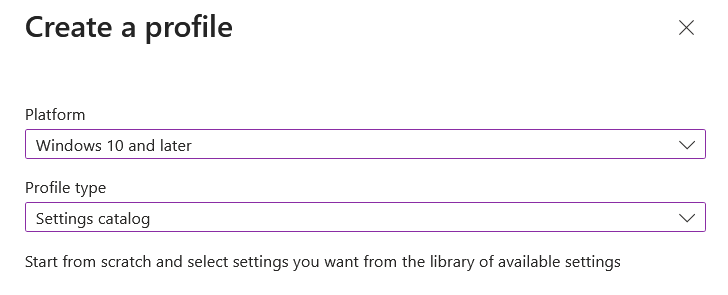 Create a profile
Platform
Windows 10 and later
Profile type
Settings catalog
Start from scratch and select settings you want from the library of available settings